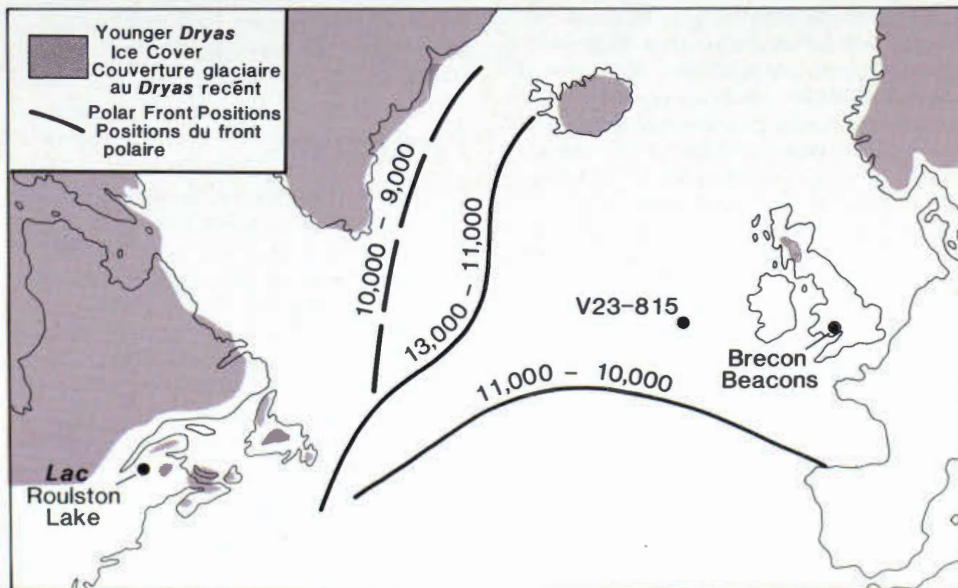 Younger Dryas
Ice Cover
Couverture glaciaire
au Dryas recént
Polar Front Positions
Positions du front
polaire
10,000 - 9,000
13,000 - 11,000
11,000 - 10,000
V23-815
Brecon
Beacons
Lac
Roulston
Lake